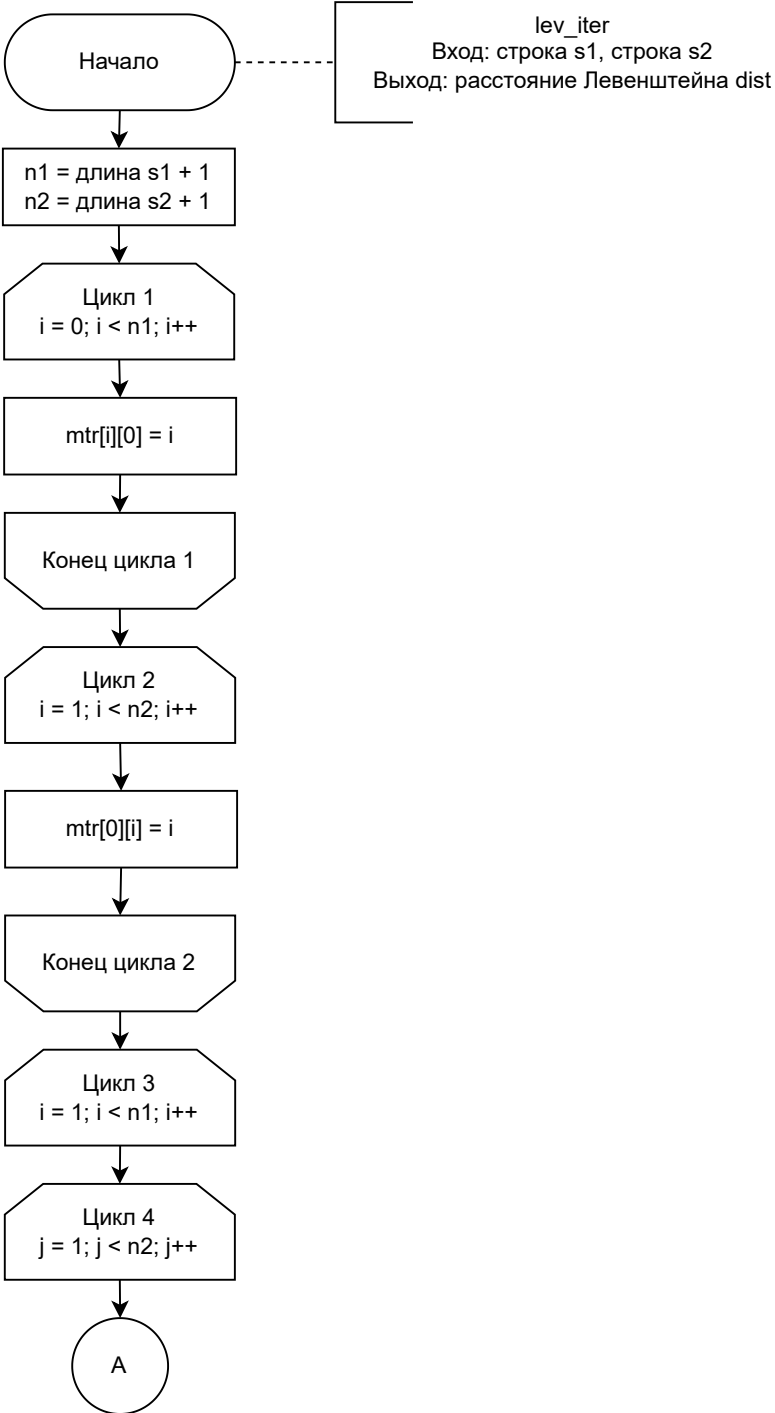 Начало
lev_iter
Вход: строка s1, строка s2
Выход: расстояние Левенштейна dist
n1 = длина s1 + 1
n2 = длина s2 + 1
Цикл 1
i = 0; i < n1; i++
mtr[i][0] = i
Конец цикла 1
Цикл 2
i = 1; i < n2; i++
mtr[0][i] = i
Конец цикла 2
Цикл 3
i = 1; i < n1; i++
Цикл 4
j = 1; j < n2; j++
A